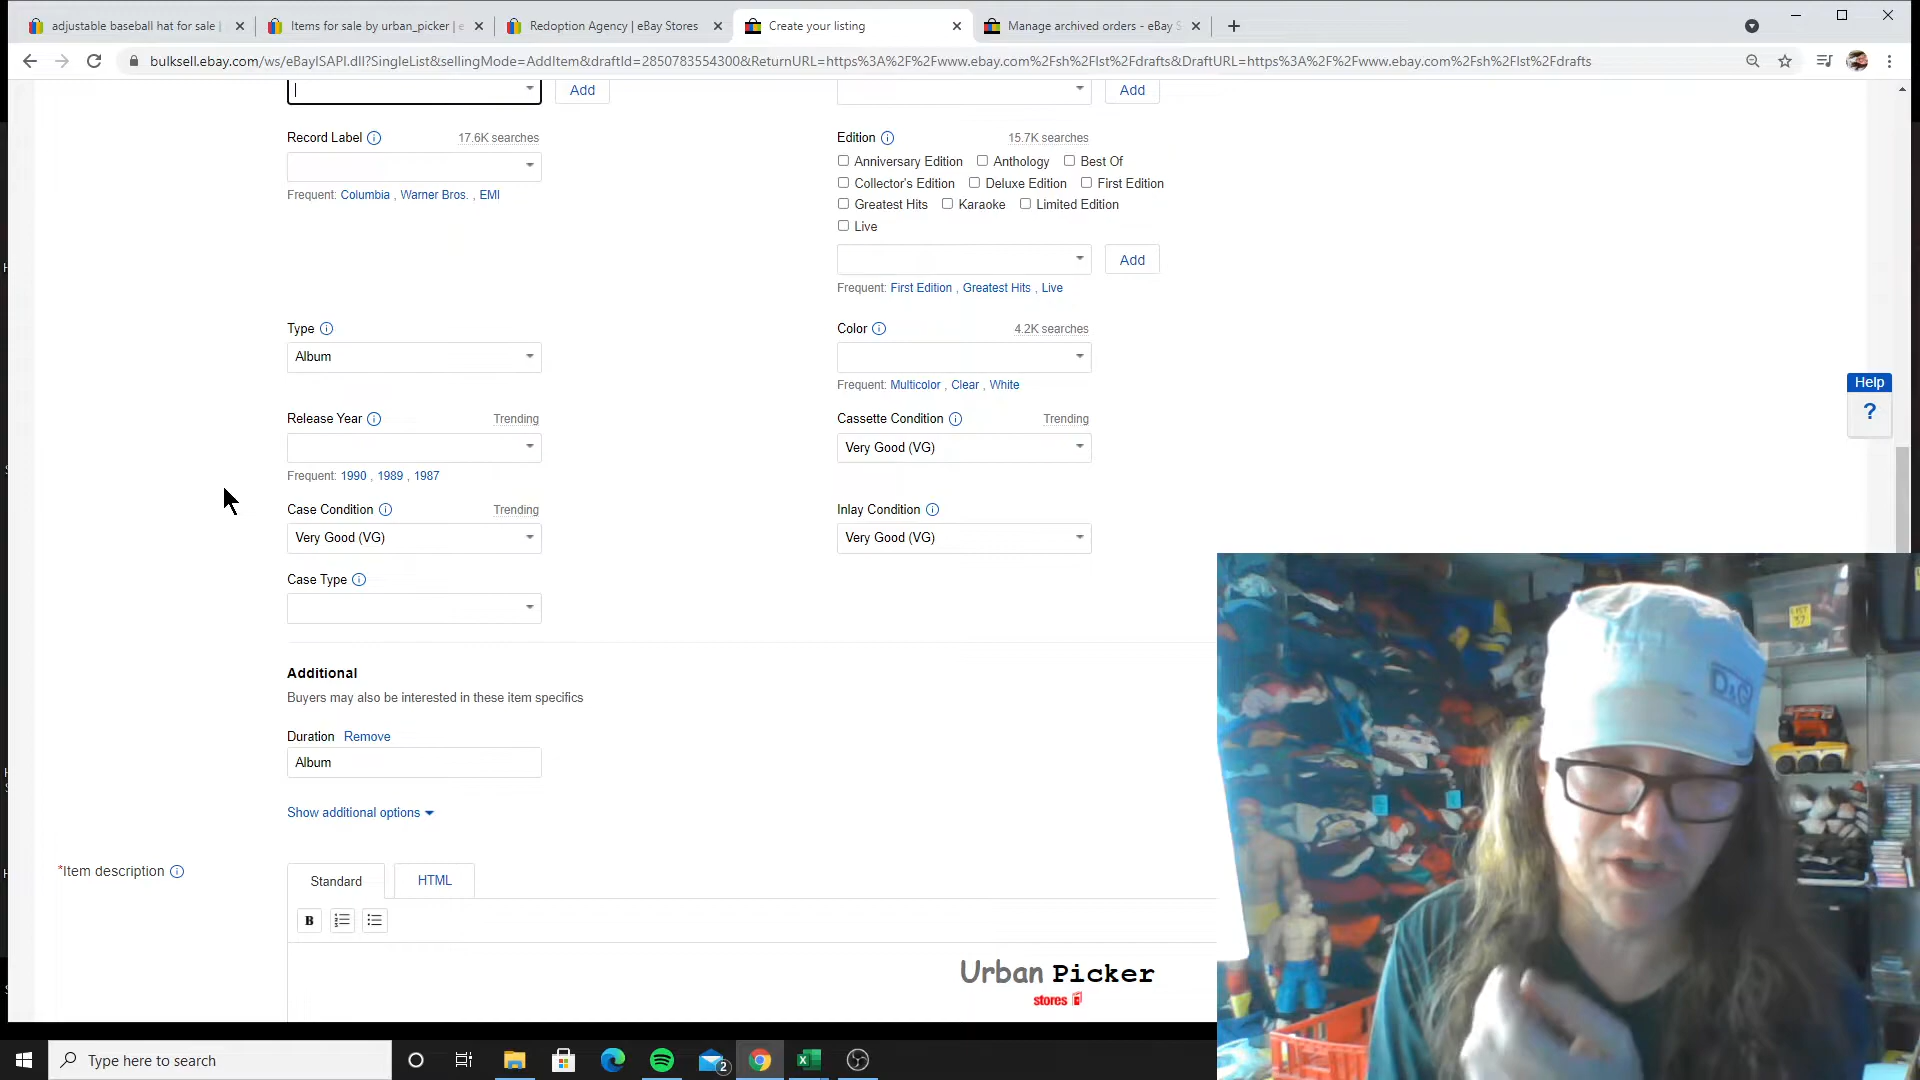 adjustable baseball hat for sale |
Items for sale by urban_picker | e
Redoption Agency | eBay Stores
Create your listing
Manage archived orders - eBay S
bulksell.ebay.com/ws/eBayISAPI.dll?SingleList&sellingMode=AddItem&draftId=2850783554300&ReturnURL=https%3A%2F%2Fwww.ebay.com%2Fsh%2Flst%2Fdrafts&DraftURL=https%3A%2F%2Fwww.ebay.com%2Fsh%2Flst%2Fdrafts
Add
Add
Record Label 17.6K searches
Frequent: Columbia , Warner Bros. , EMI
Edition 15.7K searches
Anniversary Edition Anthology Best Of
Collector's Edition Deluxe Edition First Edition
Greatest Hits Karaoke Limited Edition
Live
Add
Frequent: First Edition , Greatest Hits , Live
Type
Album
Color 4.2K searches
Frequent: Multicolor , Clear , White
Release Year Trending
Frequent: 1990 , 1989 , 1987
Cassette Condition Trending
Very Good (VG)
Case Condition Trending
Very Good (VG)
Inlay Condition
Very Good (VG)
Case Type
Help
?
Additional
Buyers may also be interested in these item specifics
Duration Remove
Album
Show additional options
*Item description
Standard HTML
B
Urban Picker
stores
D&G
Type here to search
2